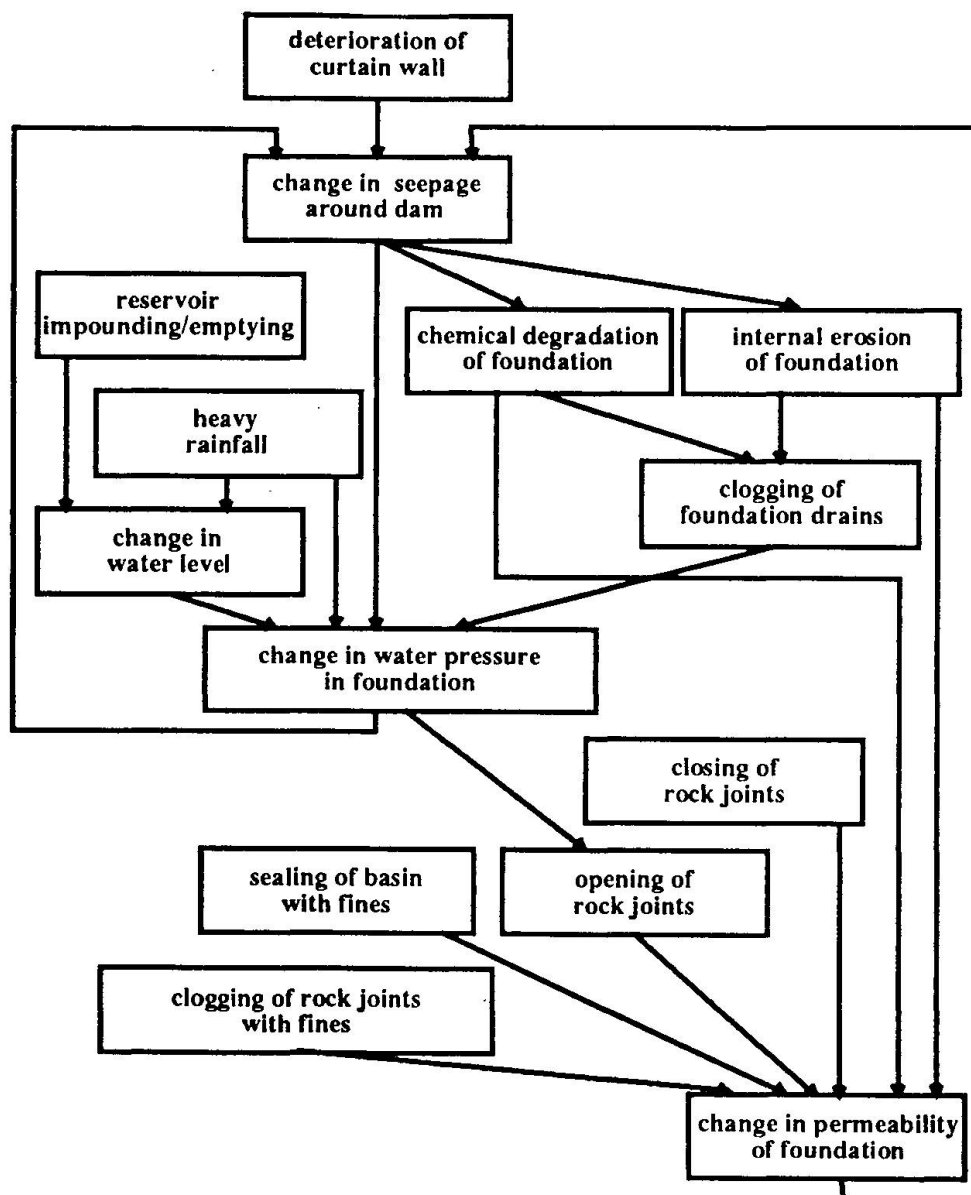 deterioration of
curtain wall
change in seepage
around dam
reservoir
impounding/emptying
chemical degradation
of foundation
internal erosion
of foundation
heavy
rainfall
clogging of
foundation drains
change in
water level
change in water pressure
in foundation
closing of
rock joints
sealing of basin
with fines
opening of
rock joints
clogging of rock joints
with fines
change in permeability
of foundation